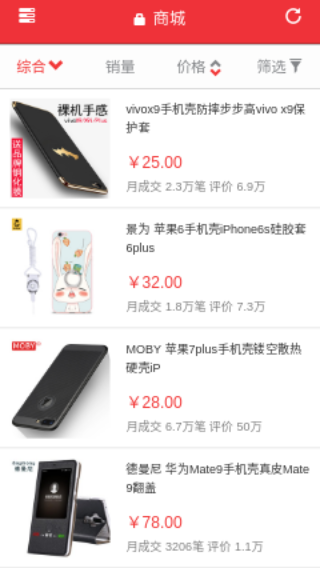 商城
综合 销量 价格 筛选
裸机手感
送品牌钢化膜
vivox9手机壳防摔步步高vivo x9保
护套
￥25.00
月成交 2.3万笔 评价 6.9万
景为 苹果6手机壳iPhone6s硅胶套
6plus
￥32.00
月成交 1.8万笔 评价 7.3万
MOBY
MOBY 苹果7plus手机壳镂空散热
硬壳iP
￥28.00
月成交 6.7万笔 评价 50万
德曼尼
德曼尼 华为Mate9手机壳真皮Mate
9翻盖
￥78.00
月成交 3206笔 评价 1.1万